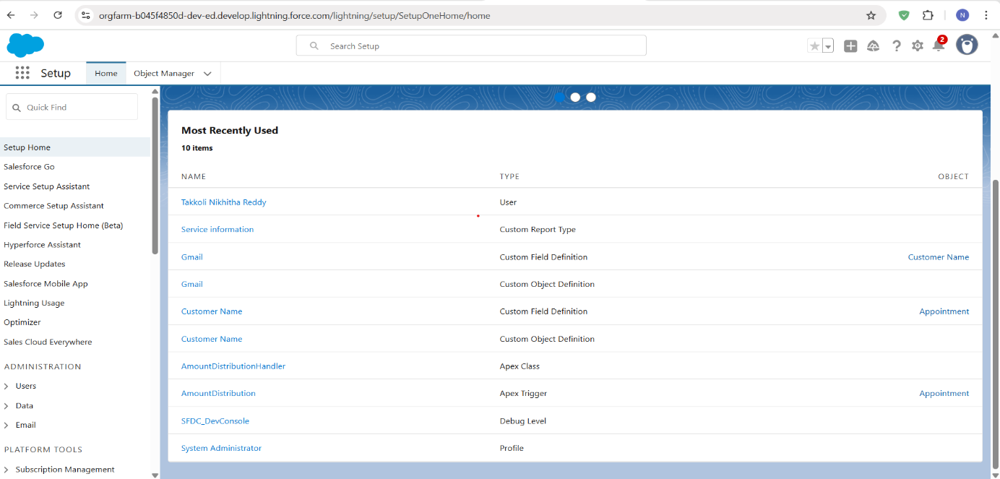 orgfarm-b045f4850d-dev-ed.develop.lightning.force.com/lightning/setup/SetupOneHome/home
N
Search Setup
2
Setup
Home
Object Manager
Quick Find
Setup Home
Salesforce Go
Service Setup Assistant
Commerce Setup Assistant
Field Service Setup Home (Beta)
Hyperforce Assistant
Release Updates
Salesforce Mobile App
Lightning Usage
Optimizer
Sales Cloud Everywhere
ADMINISTRATION
Users
Data
Email
PLATFORM TOOLS
Subscription Management
Most Recently Used
10 items
NAME TYPE OBJECT
Takkoli Nikhitha Reddy User
Service information Custom Report Type
Gmail Custom Field Definition Customer Name
Gmail Custom Object Definition
Customer Name Custom Field Definition Appointment
Customer Name Custom Object Definition
AmountDistributionHandler Apex Class
AmountDistribution Apex Trigger Appointment
SFDC_DevConsole Debug Level
System Administrator Profile